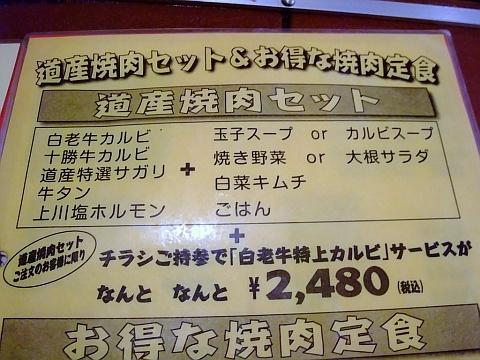 道産焼肉セット&お得な焼肉定食
道産焼肉セット
白老牛カルビ
十勝牛カルビ
道産特選サガリ
牛タン
上川塩ホルモン
+
玉子スープ or カルビスープ
焼き野菜 or 大根サラダ
白菜キムチ
ごはん
+
道産焼肉セット
ご注文のお客様に限り
チラシご持参で「白老牛特上カルビ」サービスが
なんと なんと ¥2,480(税込)
お得な焼肉定食